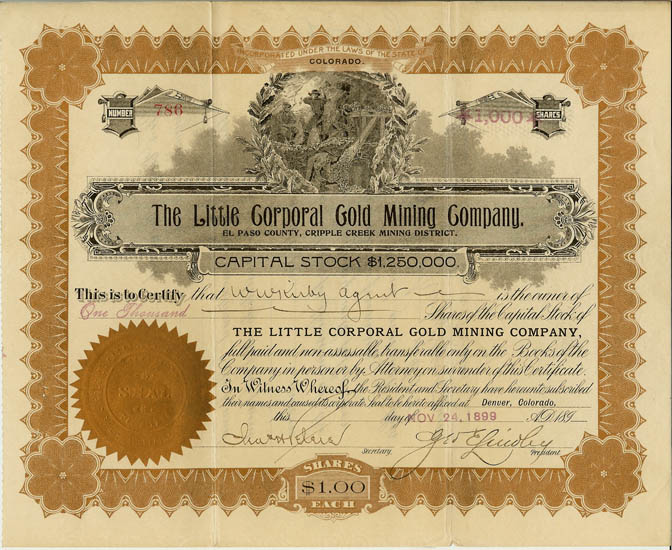 INCORPORATED UNDER THE LAWS OF THE STATE OF
COLORADO.
NUMBER 786 *1,000* SHARES
The Little Corporal Gold Mining Company.
EL PASO COUNTY, CRIPPLE CREEK MINING DISTRICT.
CAPITAL STOCK $1,250,000.
This is to Certify that W W Kirby agent is the owner of
One Thousand Shares of the Capital Stock of
THE LITTLE CORPORAL GOLD MINING COMPANY,
full paid and non-assessable, transferable only on the Books of the
Company in person or by Attorney on surrender of this Certificate.
In Witness Whereof, the President and Secretary have hereunto subscribed
their names and caused its corporate Seal to be hereto affixed at Denver, Colorado,
this day of NOV 24, 1899 A.D. 189
Geo E Lindley
Secretary. President.
SHARES
$1.00
EACH